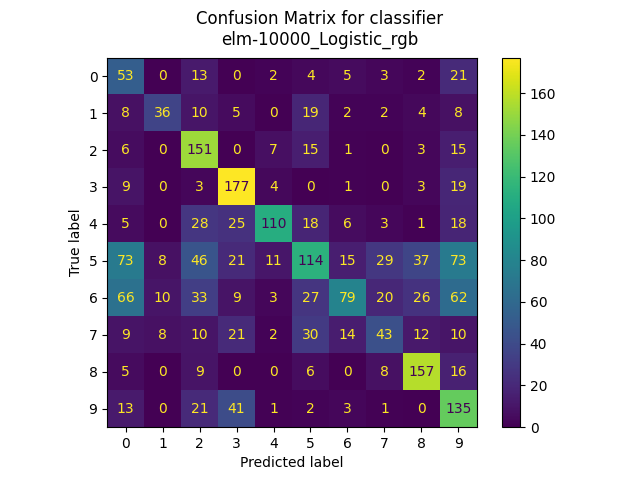 Confusion Matrix for classifier
elm-10000_Logistic_rgb
0 53 0 13 0 2 4 5 3 2 21
1 8 36 10 5 0 19 2 2 4 8
2 6 0 151 0 7 15 1 0 3 15
3 9 0 3 177 4 0 1 0 3 19
4 5 0 28 25 110 18 6 3 1 18
5 73 8 46 21 11 114 15 29 37 73
6 66 10 33 9 3 27 79 20 26 62
7 9 8 10 21 2 30 14 43 12 10
8 5 0 9 0 0 6 0 8 157 16
9 13 0 21 41 1 2 3 1 0 135
0 1 2 3 4 5 6 7 8 9
Predicted label
True label
160
140
120
100
80
60
40
20
0